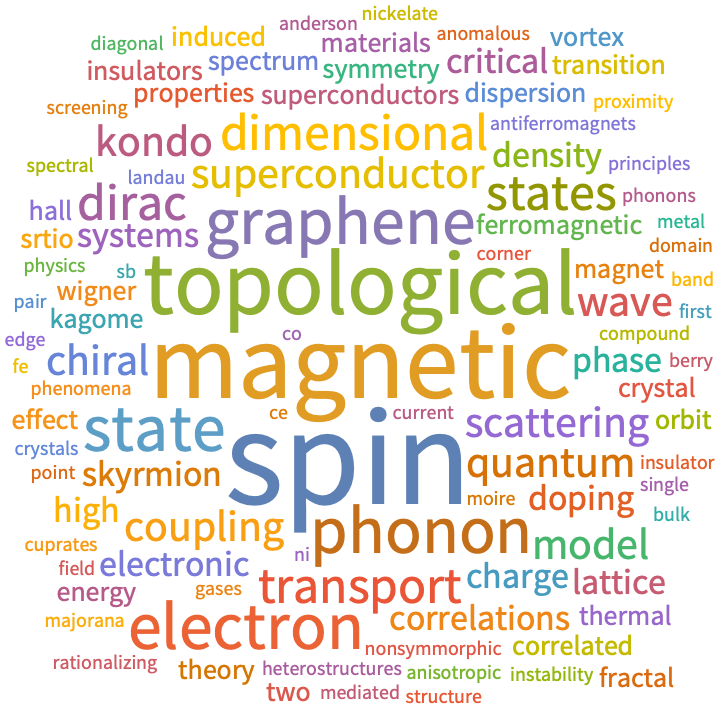 nickelate
anderson
anomalous
diagonal
induced
materials
vortex
insulators
spectrum
symmetry
critical
transition
screening
properties
superconductors
dispersion
proximity
kondo
dimensional
antiferromagnets
spectral
landau
superconductor
density
principles
hall
dirac
graphene
states
phonons
srtio
systems
ferromagnetic
metal
physics
sb
topological
corner
magnet
domain
pair
wigner
wave
band
first
kagome
edge
co
magnetic
compound
fe
chiral
phase
berry
phenomena
crystal
effect
state
ce
current
scattering
orbit
crystals
spin
point
skyrmion
quantum
insulator
high
moire
doping
single
coupling
phonon
bulk
cuprates
ni
model
field
electronic
energy
gases
transport
charge
lattice
majorana
electron
correlations
thermal
rationalizing
nonsymmorphic
correlated
theory
heterostructures
anisotropic
instability
fractal
two
mediated
structure